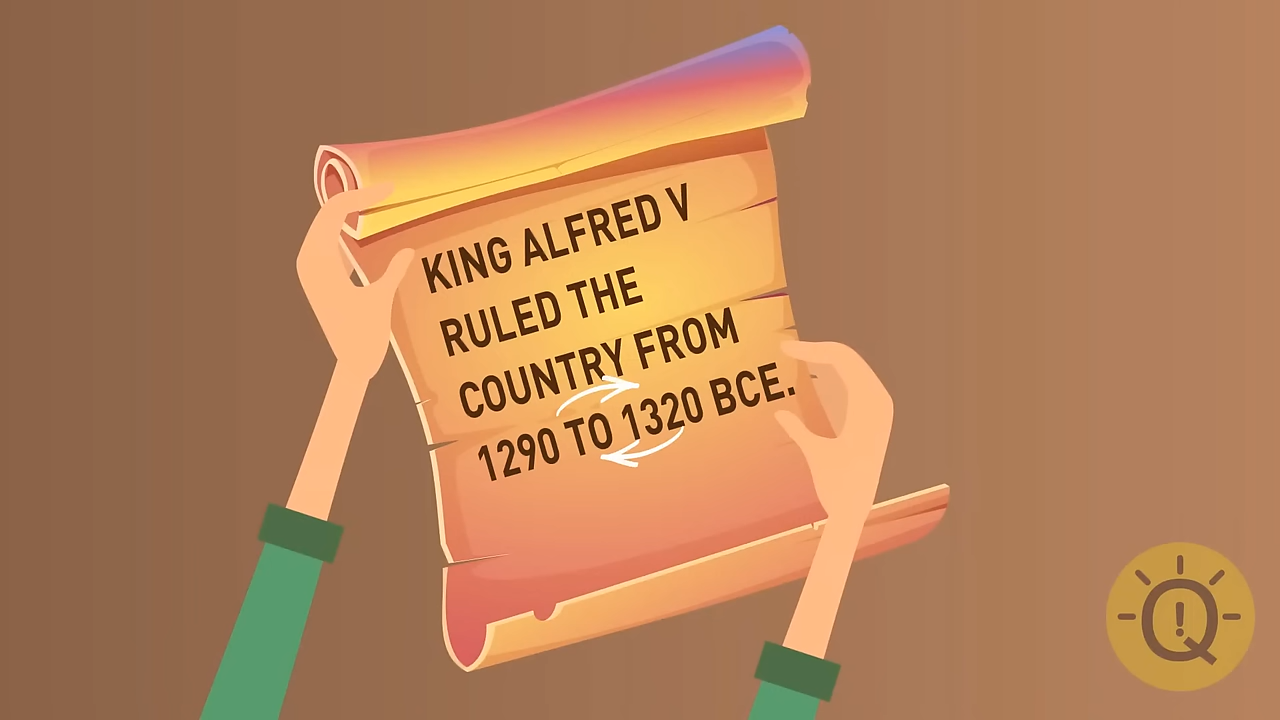 KING ALFRED V
RULED THE
COUNTRY FROM
1290 TO 1320 BCE.
Q!